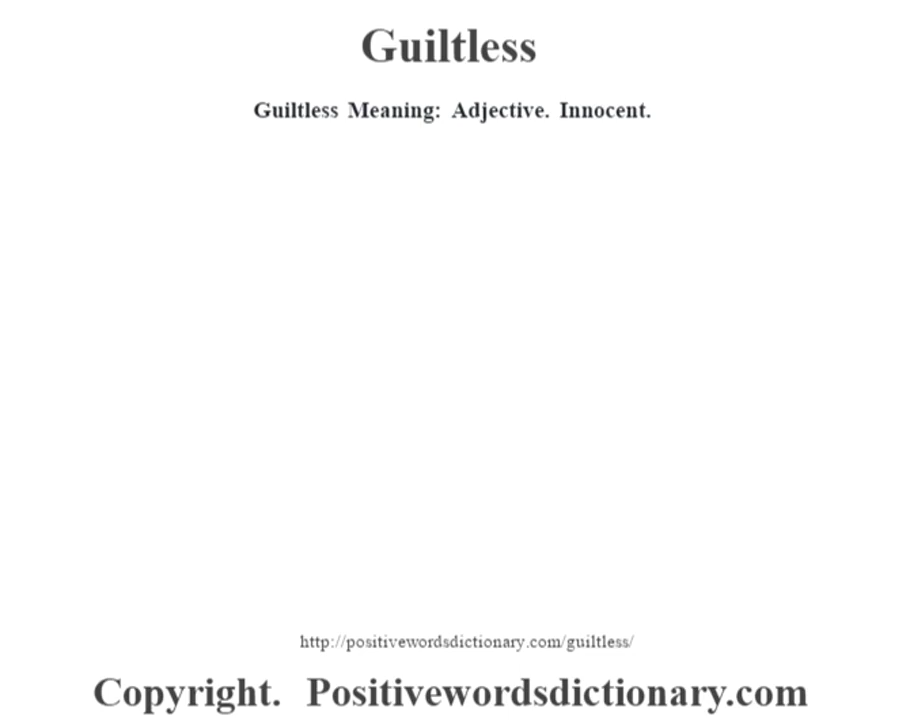 Guiltless
Guiltless Meaning: Adjective. Innocent.
http://positivewordsdictionary.com/guiltless/
Copyright. Positivewordsdictionary.com